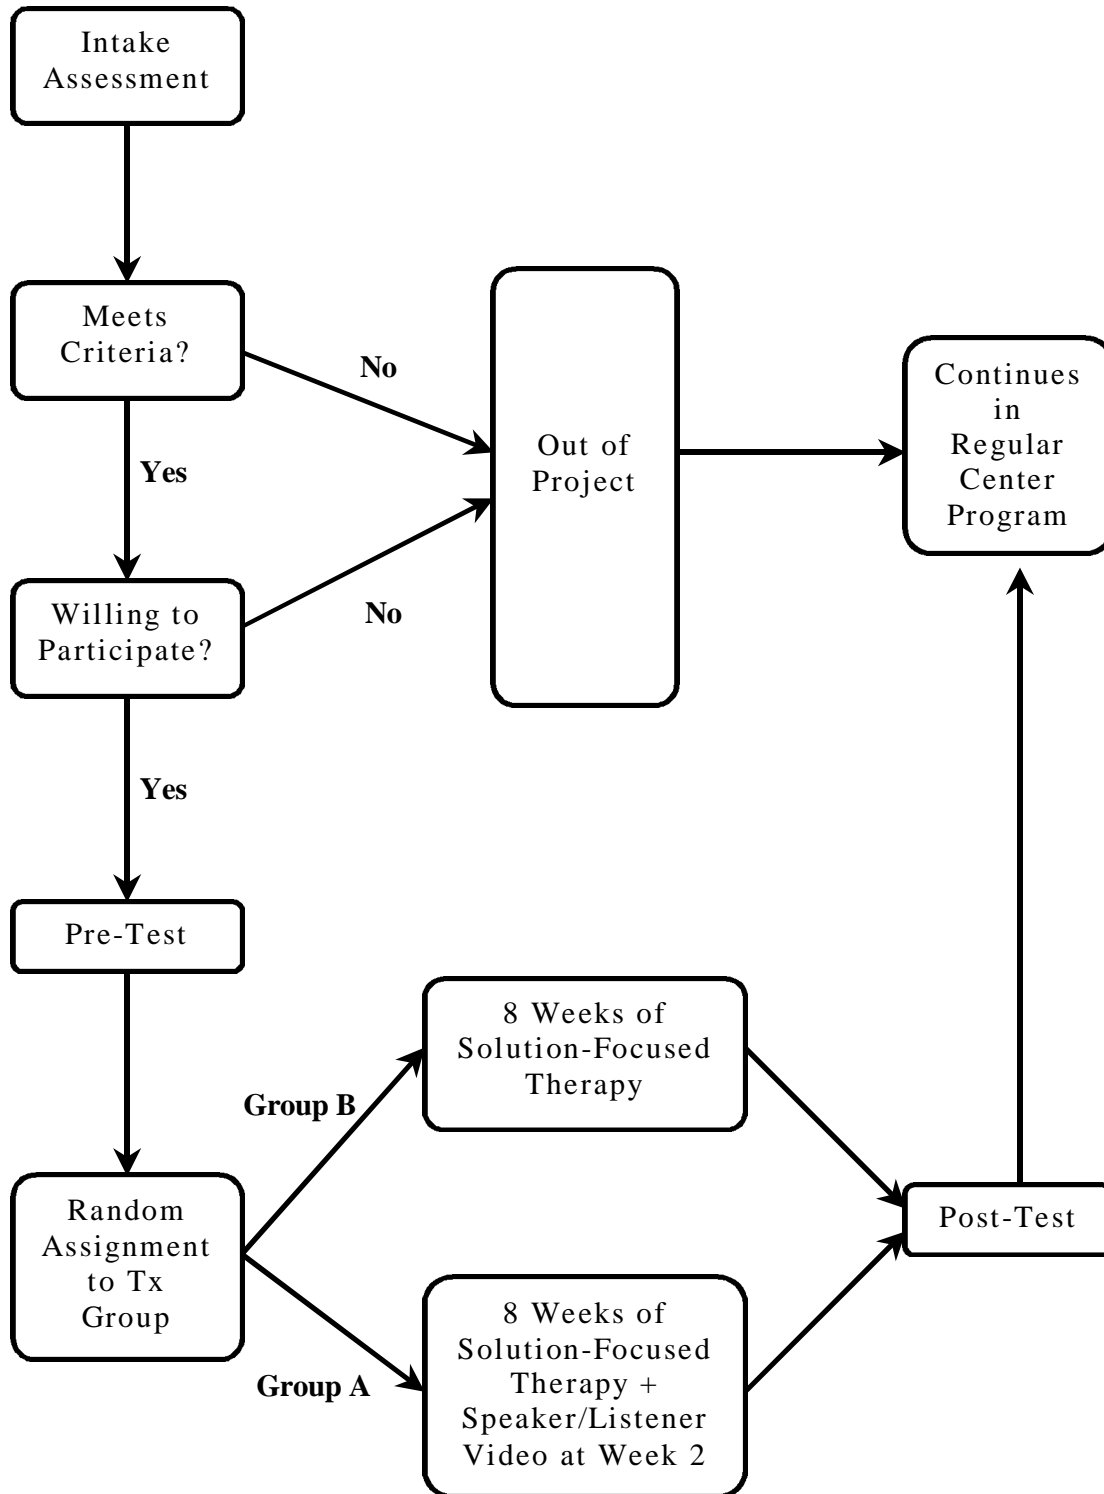 Intake
Assessment
Meets
Criteria?
No
Yes
Out of
Project
Continues
in
Regular
Center
Program
Willing to
Participate?
No
Yes
Pre-Test
8 Weeks of
Solution-Focused
Therapy
Group B
Random
Assignment
to Tx
Group
Post-Test
Group A
8 Weeks of
Solution-Focused
Therapy +
Speaker/Listener
Video at Week 2